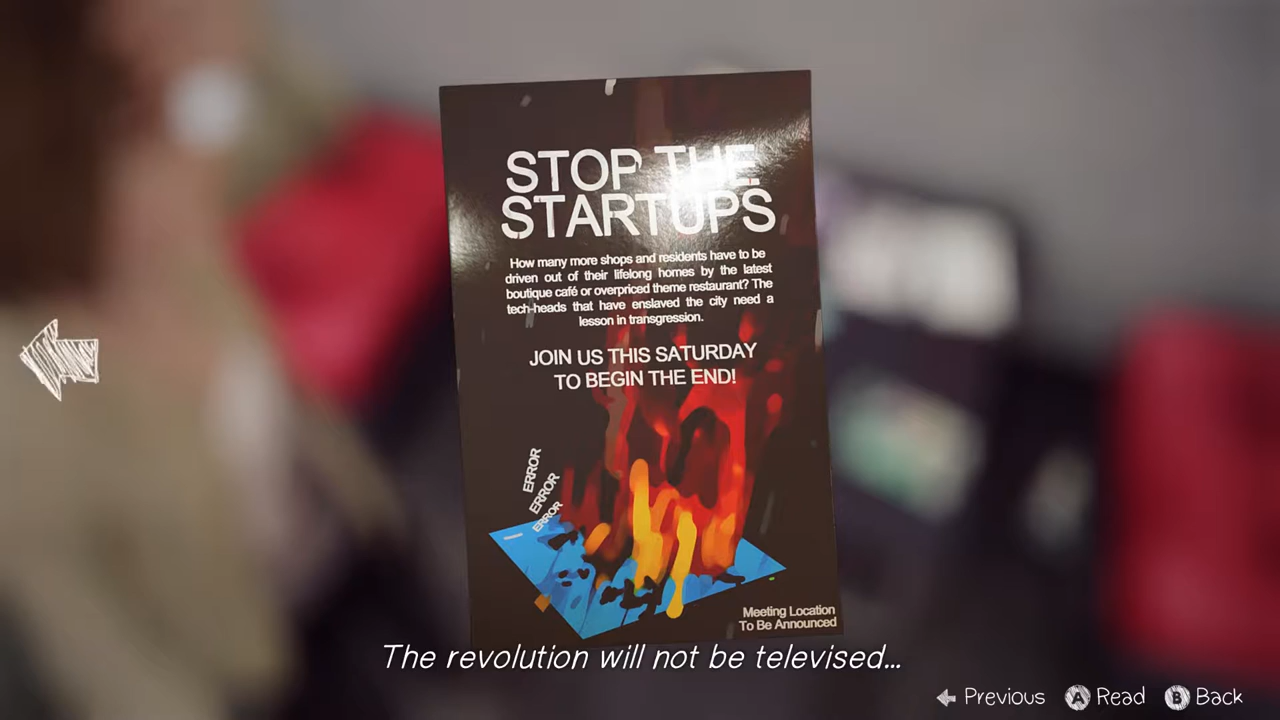 STOP THE
STARTUPS
How many more shops and residents have to be
driven out of their lifelong homes by the latest
boutique café or overpriced theme restaurant? The
tech-heads that have enslaved the city need a
lesson in transgression.
JOIN US THIS SATURDAY
TO BEGIN THE END!
ERROR
ERROR
ERROR
Meeting Location
To Be Announced
The revolution will not be televised...
Previous
A Read
B Back